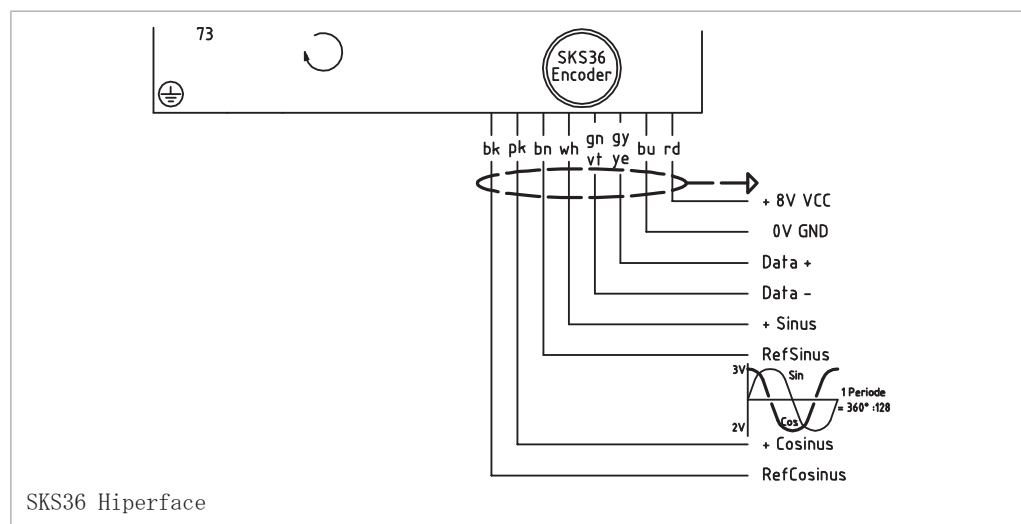 73
SKS36
Encoder
bk pk bn wh gn gy bu rd
vt ye
+ 8V VCC
0V GND
Data +
Data -
+ Sinus
RefSinus
3V Sin
1 Periode
= 360° :128
2V Cos
+ Cosinus
RefCosinus
SKS36 Hiperface